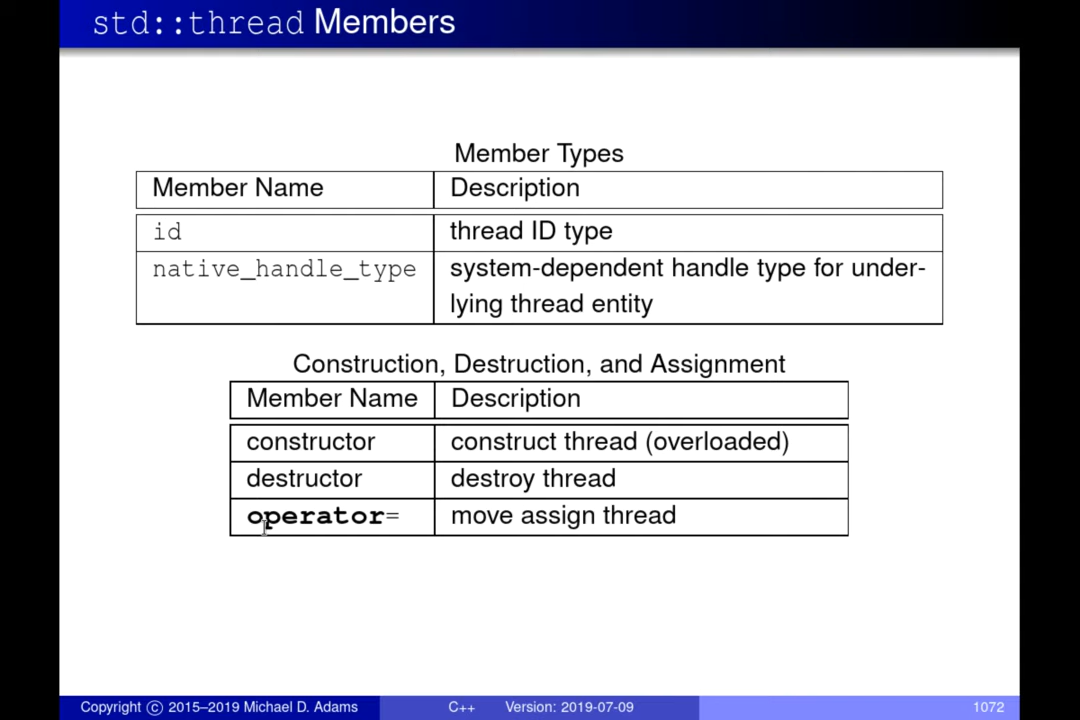 std::thread Members
Member Types
Member Name Description
id thread ID type
native_handle_type system-dependent handle type for under-
lying thread entity
Construction, Destruction, and Assignment
Member Name Description
constructor construct thread (overloaded)
destructor destroy thread
operator= move assign thread
Copyright © 2015–2019 Michael D. Adams C++ Version: 2019-07-09 1072